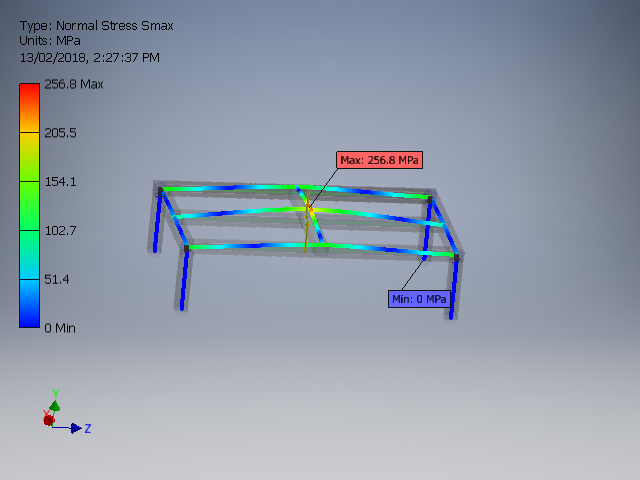 Type: Normal Stress Smax
Units: MPa
13/02/2018, 2:27:37 PM
256.8 Max
205.5
154.1
102.7
51.4
0 Min
Max: 256.8 MPa
Min: 0 MPa
Y
X
Z